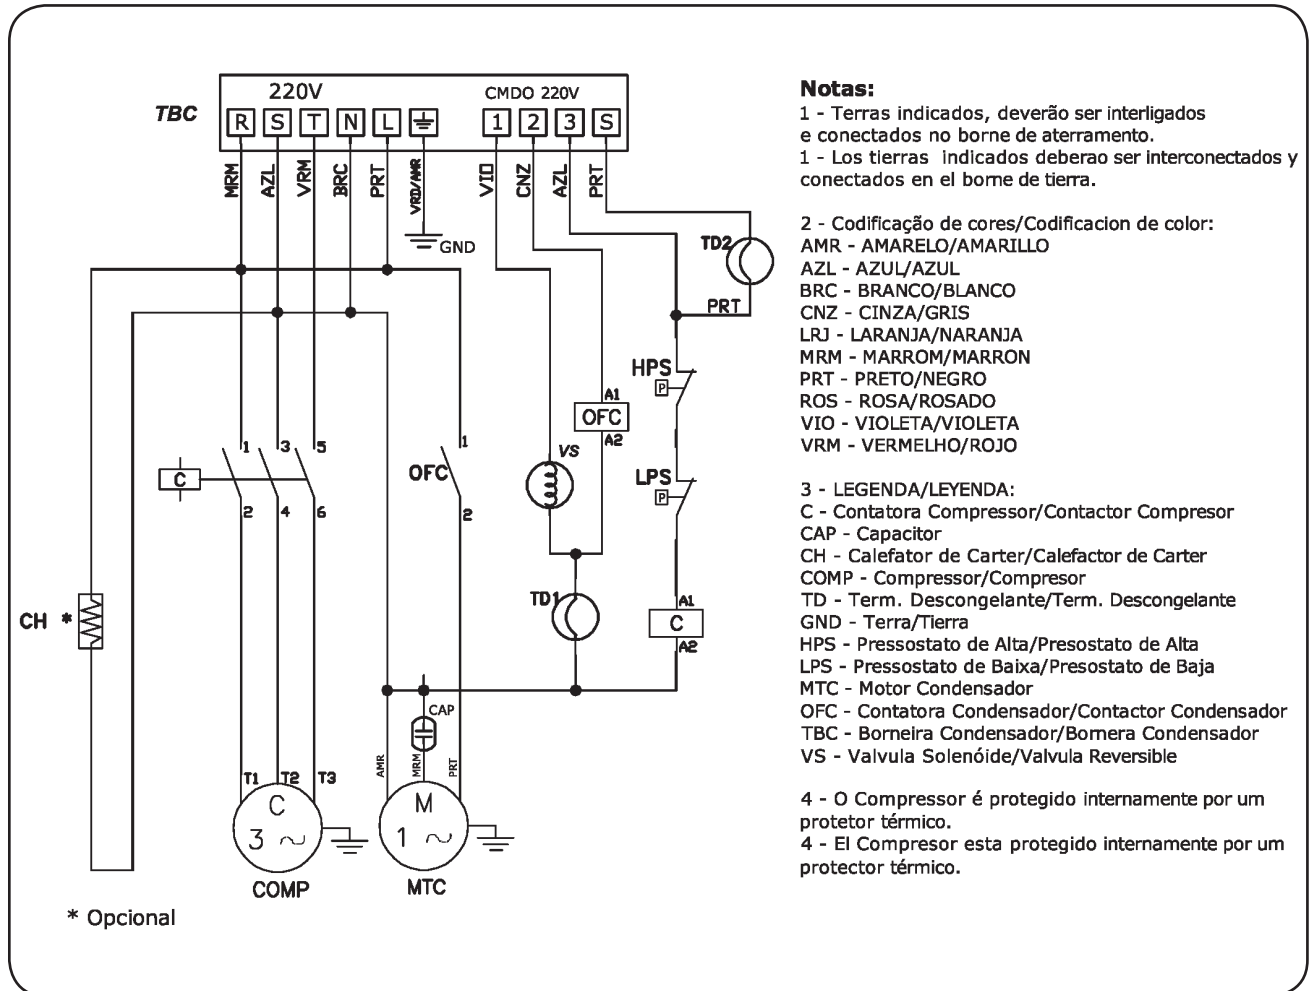 220V
CMDO 220V
TBC
R S T N L 1 2 3 S
MRM
AZL
VRM
BRC
PRT
VRD/AMR
VIO
CNZ
AZL
PRT
GND
TD2
PRT
HPS
P
A1
OFC
A2
1 3 5
C
2 4 6
OFC
1
2
VS
LPS
P
CH *
TD1
A1
C
A2
CAP
AMR
MRM
PRT
T1 T2 T3
C
3 ~
COMP
M
1 ~
MTC
* Opcional
Notas:
1 - Terras indicados, deverão ser interligados
e conectados no borne de aterramento.
1 - Los tierras indicados deberao ser interconectados y
conectados en el borne de tierra.
2 - Codificação de cores/Codificacion de color:
AMR - AMARELO/AMARILLO
AZL - AZUL/AZUL
BRC - BRANCO/BLANCO
CNZ - CINZA/GRIS
LRJ - LARANJA/NARANJA
MRM - MARROM/MARRON
PRT - PRETO/NEGRO
ROS - ROSA/ROSADO
VIO - VIOLETA/VIOLETA
VRM - VERMELHO/ROJO
3 - LEGENDA/LEYENDA:
C - Contatora Compressor/Contactor Compresor
CAP - Capacitor
CH - Calefator de Carter/Calefactor de Carter
COMP - Compressor/Compresor
TD - Term. Descongelante/Term. Descongelante
GND - Terra/Tierra
HPS - Pressostato de Alta/Presostato de Alta
LPS - Pressostato de Baixa/Presostato de Baja
MTC - Motor Condensador
OFC - Contatora Condensador/Contactor Condensador
TBC - Borneira Condensador/Bornera Condensador
VS - Valvula Solenóide/Valvula Reversible
4 - O Compressor é protegido internamente por um
protetor térmico.
4 - El Compresor esta protegido internamente por um
protector térmico.